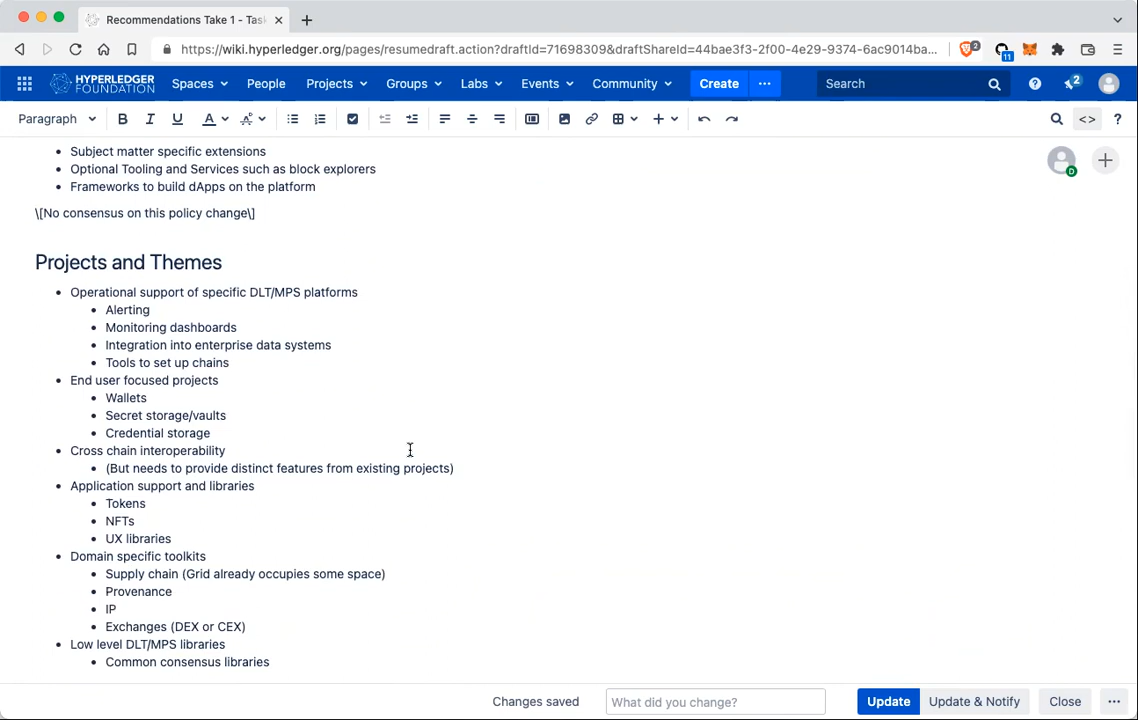 Recommendations Take 1 - Tas
https://wiki.hyperledger.org/pages/resumedraft.action?draftId=71698309&draftShareId=44bae3f3-2f00-4e29-9374-6ac9014ba...
2
11
HYPERLEDGER FOUNDATION Spaces People Projects Groups Labs Events Community Create ... Search ? 2
Paragraph B I U A <> ?
• Subject matter specific extensions
• Optional Tooling and Services such as block explorers
• Frameworks to build dApps on the platform
\[No consensus on this policy change\]
D
Projects and Themes
• Operational support of specific DLT/MPS platforms
• Alerting
• Monitoring dashboards
• Integration into enterprise data systems
• Tools to set up chains
• End user focused projects
• Wallets
• Secret storage/vaults
• Credential storage
• Cross chain interoperability
• (But needs to provide distinct features from existing projects)
• Application support and libraries
• Tokens
• NFTs
• UX libraries
• Domain specific toolkits
• Supply chain (Grid already occupies some space)
• Provenance
• IP
• Exchanges (DEX or CEX)
• Low level DLT/MPS libraries
• Common consensus libraries
Changes saved What did you change? Update Update & Notify Close ...